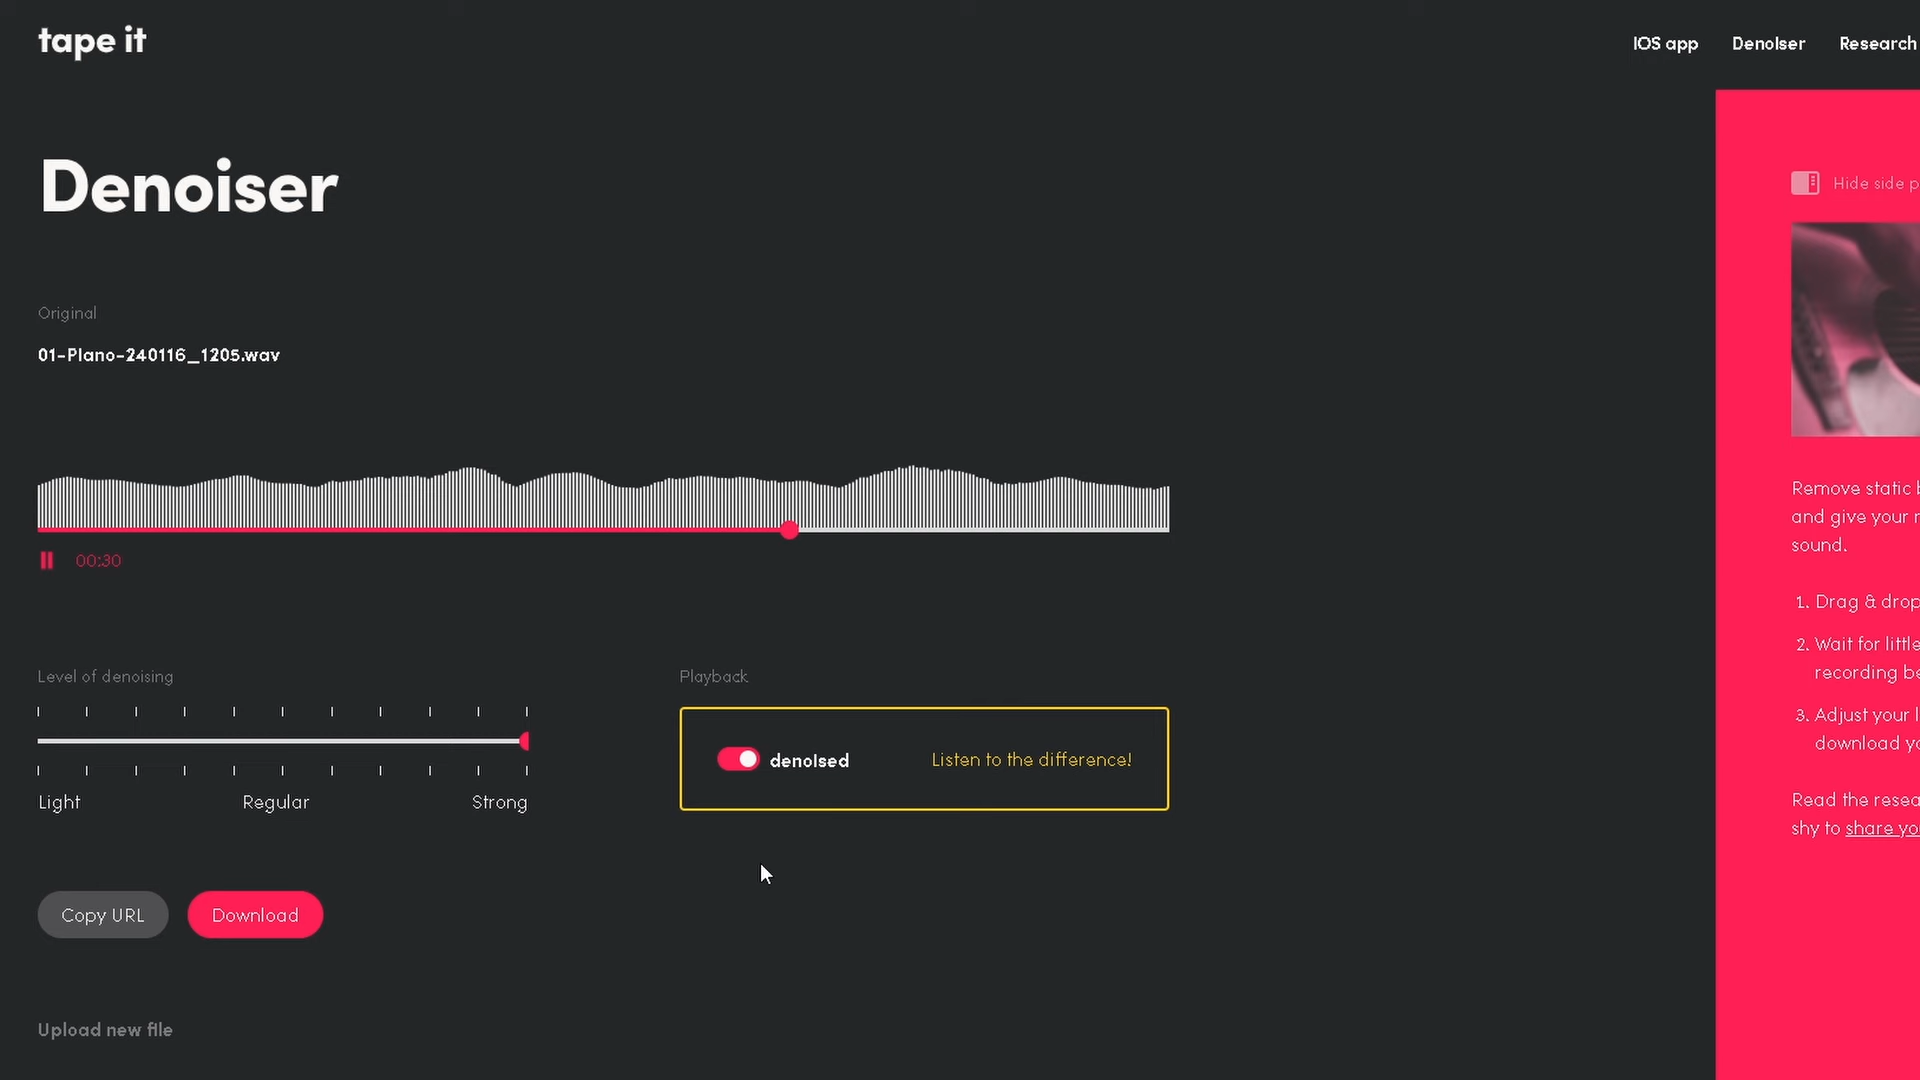 tape it
iOS app
Denoiser
Research
Denoiser
Hide side p
Original
01-Piano-240116_1205.wav
00:30
Remove static b
and give your r
sound.
1. Drag & drop
2. Wait for little
recording be
3. Adjust your l
download yo
Read the resea
shy to share you
Level of denoising
Light
Regular
Strong
Playback
denoised
Listen to the difference!
Copy URL
Download
Upload new file